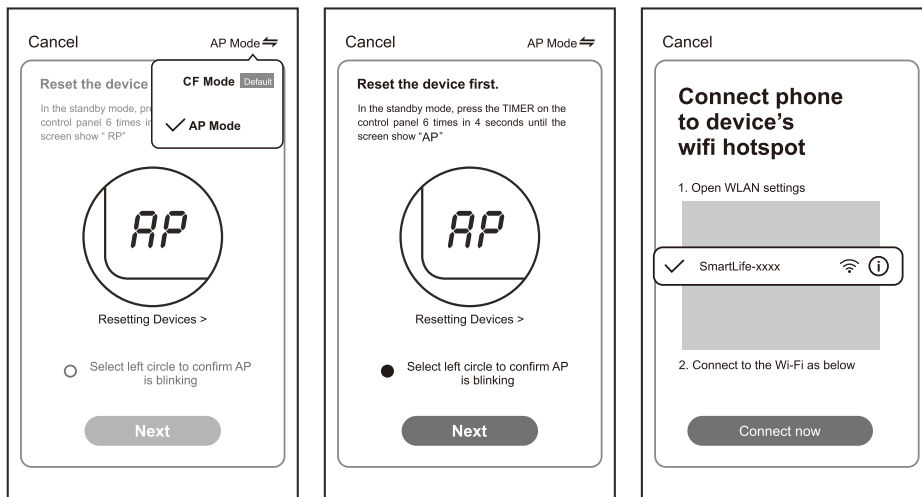 Cancel
AP Mode
Reset the device
CF Mode Default
In the standby mode, pre
control panel 6 times in
AP Mode
screen show “ RP”
AP
Resetting Devices >
Select left circle to confirm AP
is blinking
Next
Cancel
AP Mode
Reset the device first.
In the standby mode, press the TIMER on the
control panel 6 times in 4 seconds until the
screen show “AP”
AP
Resetting Devices >
Select left circle to confirm AP
is blinking
Next
Cancel
Connect phone
to device’s
wifi hotspot
1. Open WLAN settings
SmartLife-xxxx
2. Connect to the Wi-Fi as below
Connect now